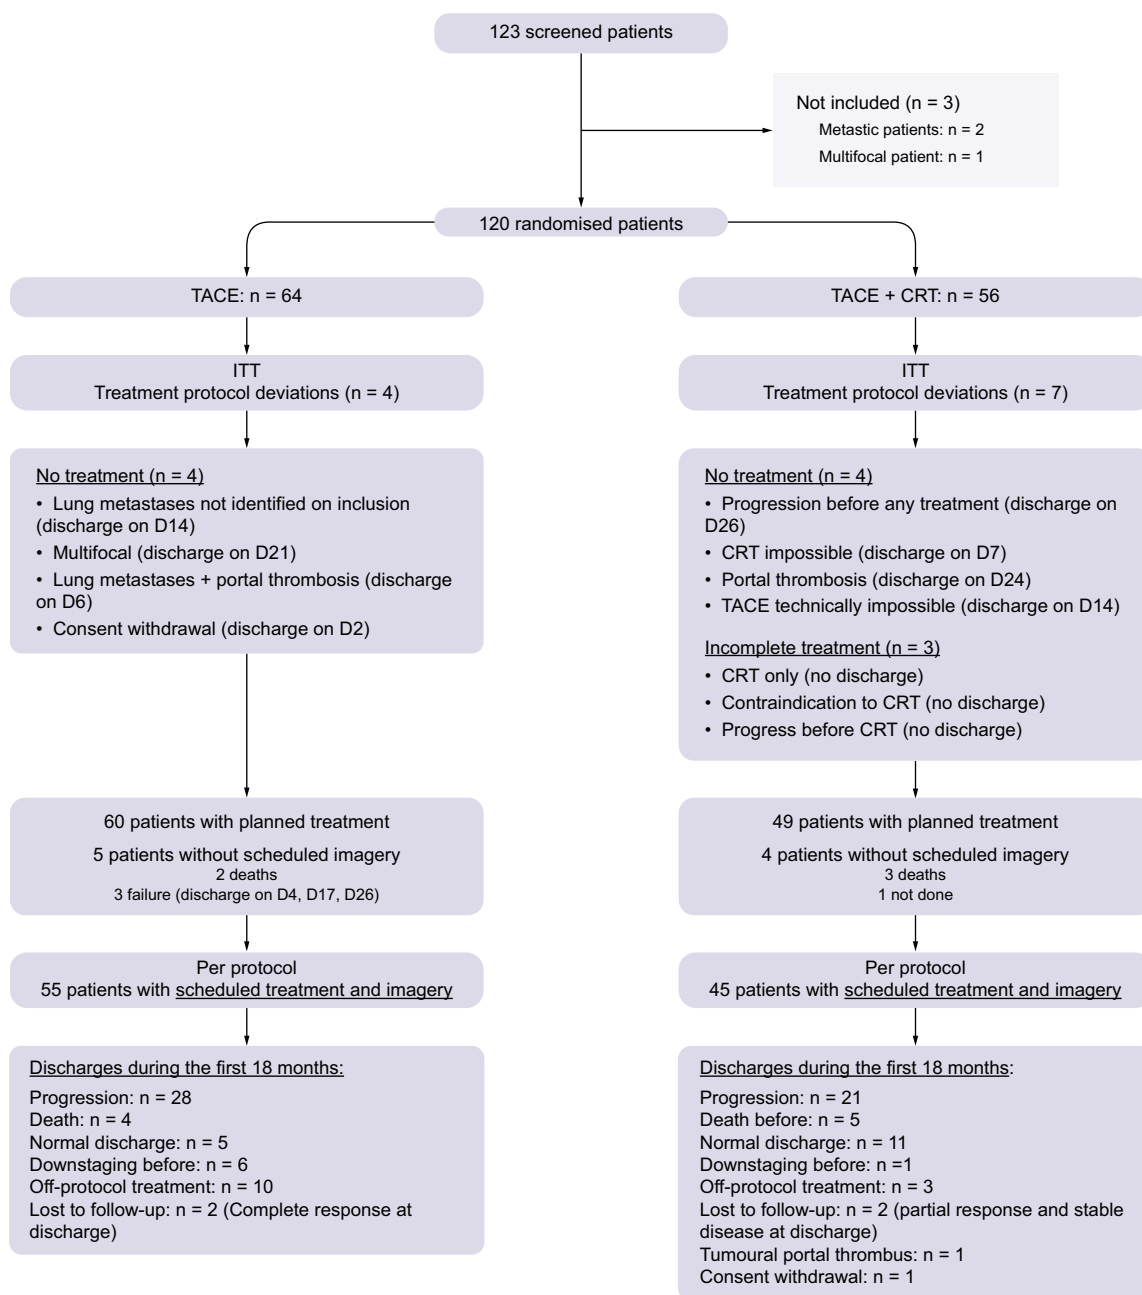 123 screened patients
Not included (n = 3)
Metastic patients: n = 2
Multifocal patient: n = 1
120 randomised patients
TACE: n = 64
ITT
Treatment protocol deviations (n = 4)
No treatment (n = 4)
• Lung metastases not identified on inclusion
(discharge on D14)
• Multifocal (discharge on D21)
• Lung metastases + portal thrombosis (discharge
on D6)
• Consent withdrawal (discharge on D2)
60 patients with planned treatment
5 patients without scheduled imagery
2 deaths
3 failure (discharge on D4, D17, D26)
Per protocol
55 patients with scheduled treatment and imagery
Discharges during the first 18 months:
Progression: n = 28
Death: n = 4
Normal discharge: n = 5
Downstaging before: n = 6
Off-protocol treatment: n = 10
Lost to follow-up: n = 2 (Complete response at
discharge)
TACE + CRT: n = 56
ITT
Treatment protocol deviations (n = 7)
No treatment (n = 4)
• Progression before any treatment (discharge on
D26)
• CRT impossible (discharge on D7)
• Portal thrombosis (discharge on D24)
• TACE technically impossible (discharge on D14)
Incomplete treatment (n = 3)
• CRT only (no discharge)
• Contraindication to CRT (no discharge)
• Progress before CRT (no discharge)
49 patients with planned treatment
4 patients without scheduled imagery
3 deaths
1 not done
Per protocol
45 patients with scheduled treatment and imagery
Discharges during the first 18 months:
Progression: n = 21
Death before: n = 5
Normal discharge: n = 11
Downstaging before: n =1
Off-protocol treatment: n = 3
Lost to follow-up: n = 2 (partial response and stable
disease at discharge)
Tumoural portal thrombus: n = 1
Consent withdrawal: n = 1